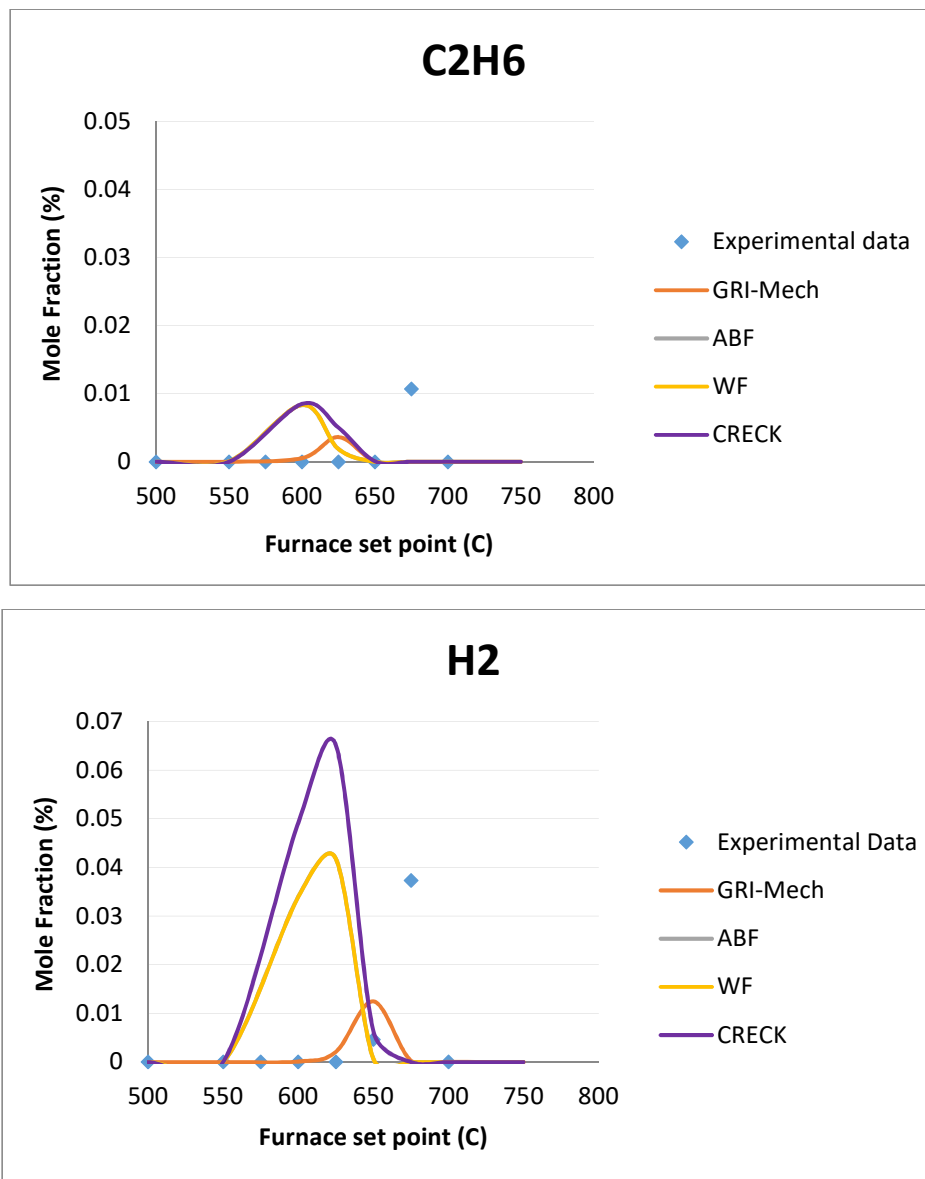 C2H6
0.05
0.04
0.03
0.02
0.01
0
Mole Fraction (%)
500 550 600 650 700 750 800
Furnace set point (C)
Experimental data
GRI-Mech
ABF
WF
CRECK
H2
0.07
0.06
0.05
0.04
0.03
0.02
0.01
0
Mole Fraction (%)
500 550 600 650 700 750 800
Furnace set point (C)
Experimental Data
GRI-Mech
ABF
WF
CRECK